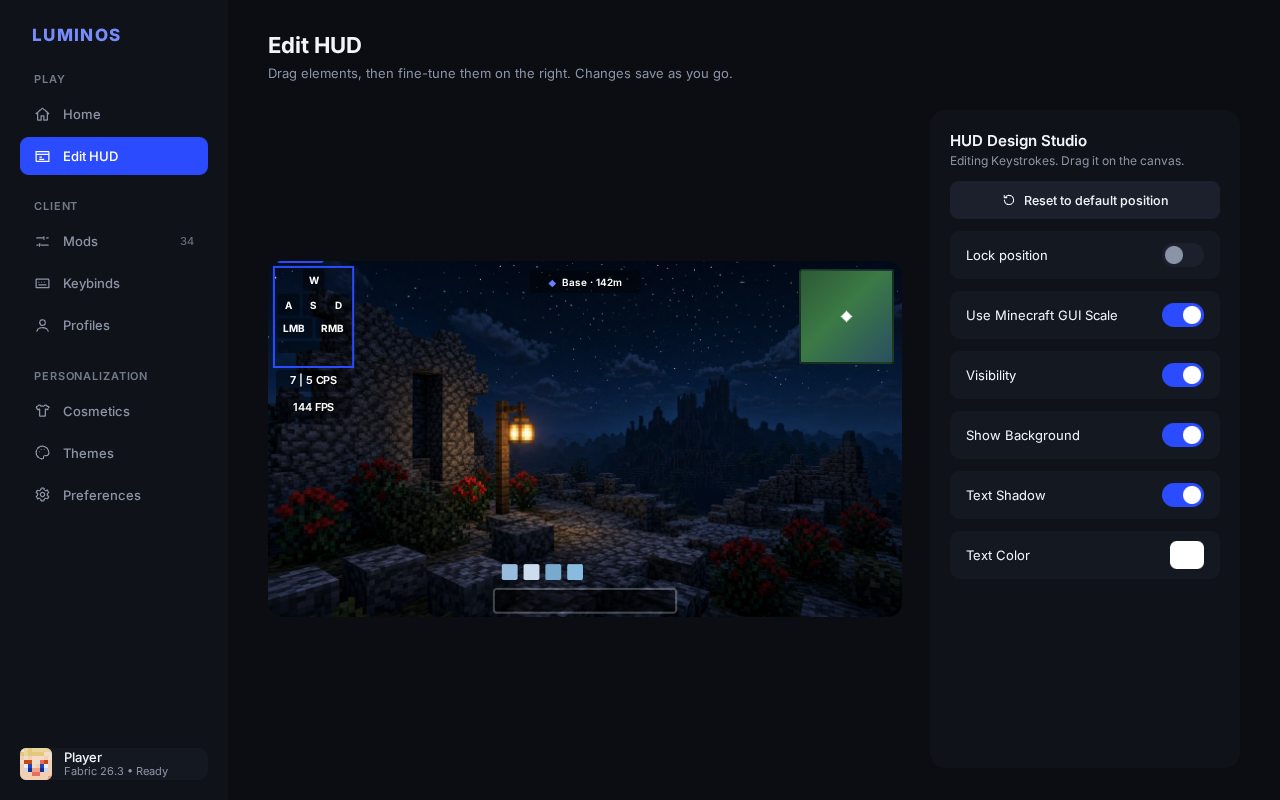 LUMINOS
PLAY
Home
Edit HUD
CLIENT
Mods 34
Keybinds
Profiles
PERSONALIZATION
Cosmetics
Themes
Preferences
Player
Fabric 26.3 • Ready
Edit HUD
Drag elements, then fine-tune them on the right. Changes save as you go.
W
A S D
LMB RMB
7 | 5 CPS
144 FPS
Base · 142m
HUD Design Studio
Editing Keystrokes. Drag it on the canvas.
Reset to default position
Lock position
Use Minecraft GUI Scale
Visibility
Show Background
Text Shadow
Text Color